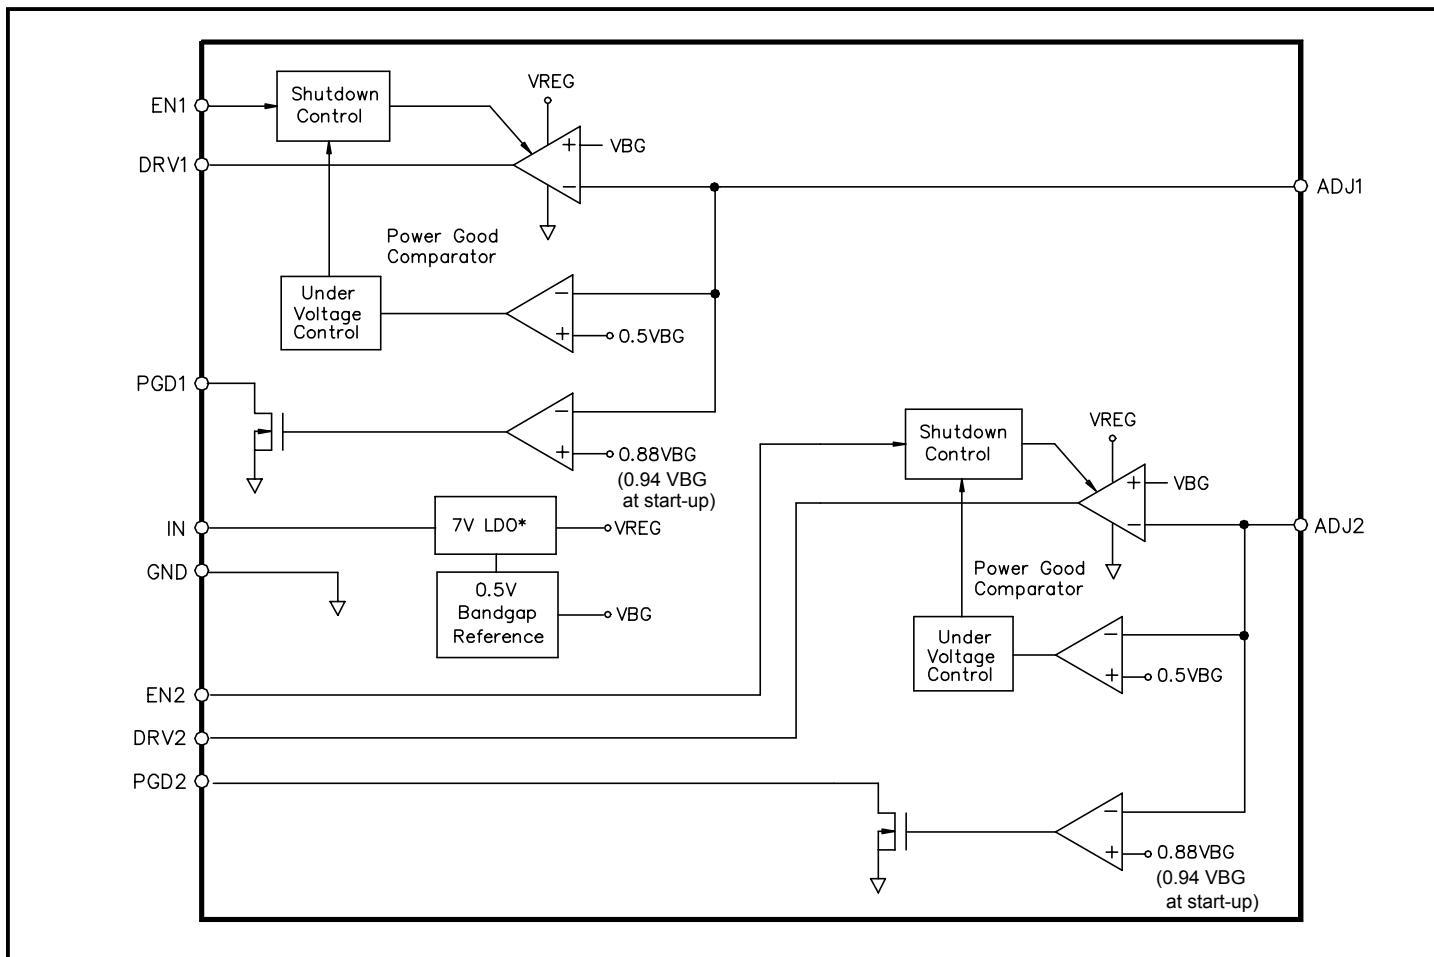 EN1
Shutdown
Control
VREG
+
VBG
DRV1
−
ADJ1
Power Good
Comparator
Under
Voltage
Control
−
+
0.5VBG
PGD1
−
+
0.88VBG
(0.94 VBG
at start-up)
Shutdown
Control
VREG
+
VBG
−
ADJ2
IN
7V LDO*
VREG
GND
0.5V
Bandgap
Reference
VBG
Power Good
Comparator
Under
Voltage
Control
−
+
0.5VBG
EN2
DRV2
PGD2
−
+
0.88VBG
(0.94 VBG
at start-up)